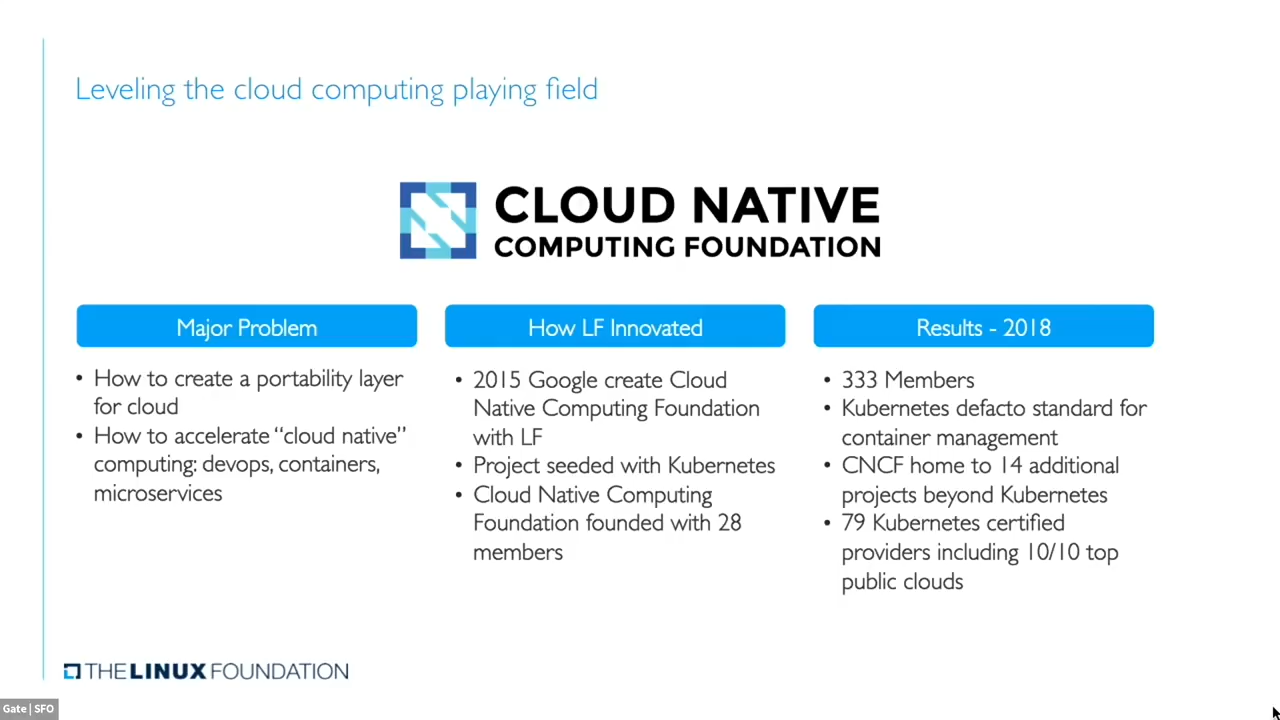 Leveling the cloud computing playing field
CLOUD NATIVE
COMPUTING FOUNDATION
Major Problem
• How to create a portability layer
for cloud
• How to accelerate “cloud native”
computing: devops, containers,
microservices
How LF Innovated
• 2015 Google create Cloud
Native Computing Foundation
with LF
• Project seeded with Kubernetes
• Cloud Native Computing
Foundation founded with 28
members
Results - 2018
• 333 Members
• Kubernetes defacto standard for
container management
• CNCF home to 14 additional
projects beyond Kubernetes
• 79 Kubernetes certified
providers including 10/10 top
public clouds
THE LINUX FOUNDATION
Gate | SFO